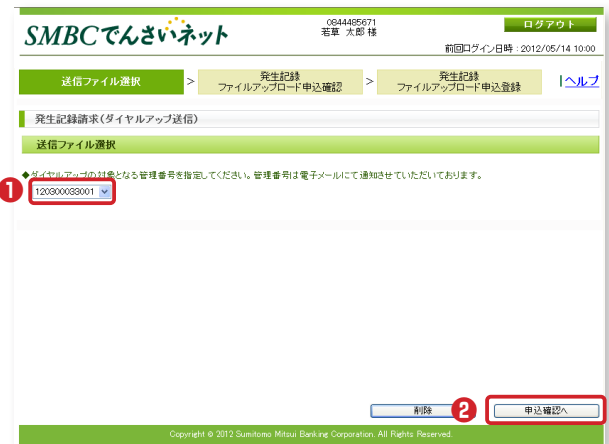 SMBCでんさいネット
0844485671
若草 太郎 様
ログアウト
前回ログイン日時:2012/05/14 10:00
送信ファイル選択
>
発生記録
ファイルアップロード申込確認
>
発生記録
ファイルアップロード申込登録
|ヘルプ
発生記録請求(ダイヤルアップ送信)
送信ファイル選択
◆ダイヤルアップの対象となる管理番号を指定してください。管理番号は電子メールにて通知させていただいております。
1
120300033001
削除
2
申込確認へ
Copyright © 2012 Sumitomo Mitsui Banking Corporation. All Rights Reserved.